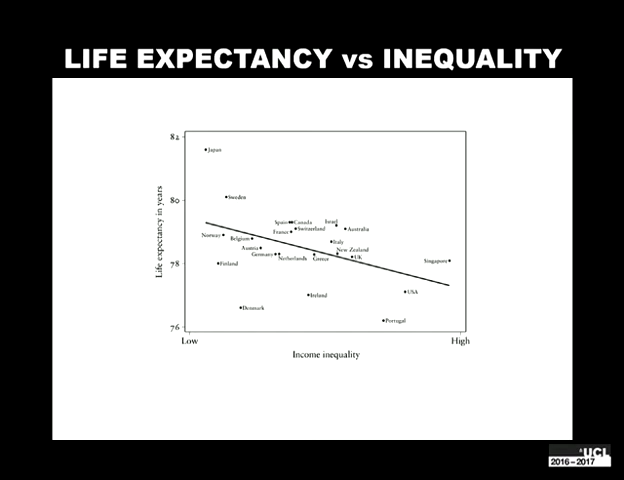 LIFE EXPECTANCY vs INEQUALITY
82
Japan
80
Sweden
Spain Canada Israel
France Switzerland Australia
Norway Belgium Italy
Austria New Zealand
Germany Netherlands Greece UK
78
Finland Singapore
Ireland USA
Denmark Portugal
76
Life expectancy in years
Low High
Income inequality
UCL
2016–2017